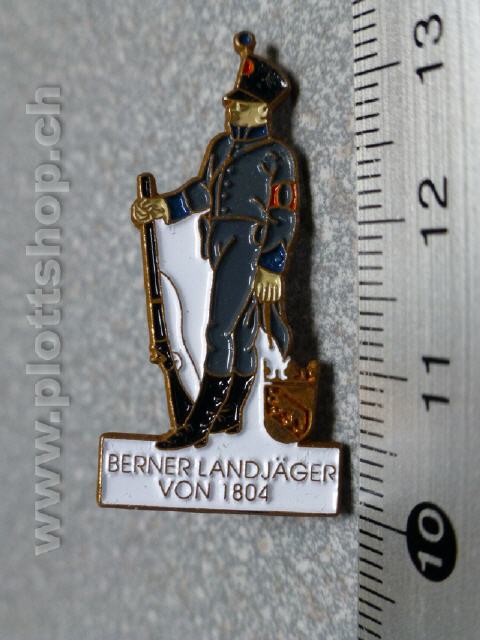 BERNER LANDJÄGER
VON 1804
www.plottshop.ch
13
12
11
10